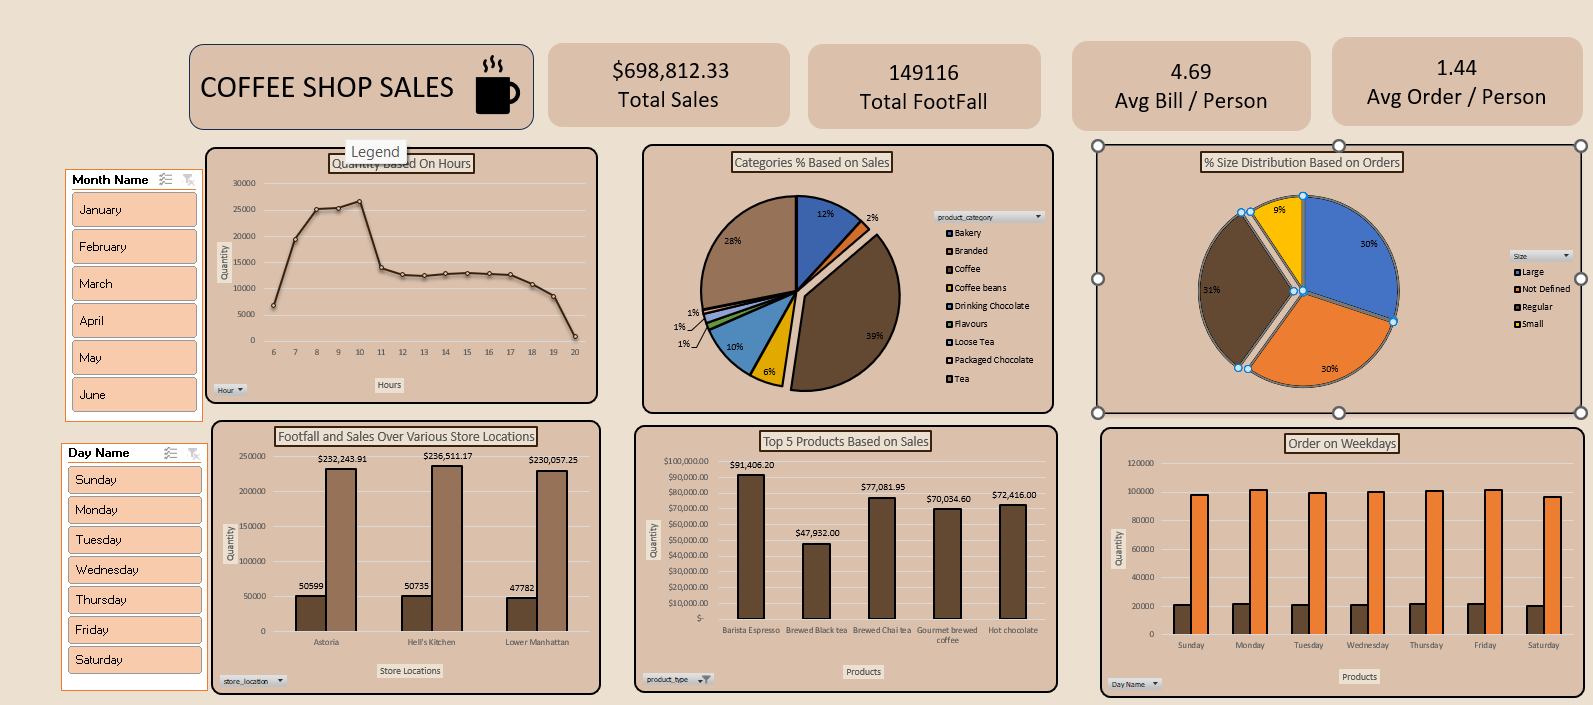 COFFEE SHOP SALES
$698,812.33
Total Sales
149116
Total FootFall
4.69
Avg Bill / Person
1.44
Avg Order / Person
Month Name
January
February
March
April
May
June
Day Name
Sunday
Monday
Tuesday
Wednesday
Thursday
Friday
Saturday
Legend
Quantity Based On Hours
30000
25000
20000
15000
10000
5000
0
Quantity
6 7 8 9 10 11 12 13 14 15 16 17 18 19 20
Hours
Hour
Categories % Based on Sales
12%
2%
39%
6%
10%
1%
1%
1%
28%
product_category
Bakery
Branded
Coffee
Coffee beans
Drinking Chocolate
Flavours
Loose Tea
Packaged Chocolate
Tea
% Size Distribution Based on Orders
30%
30%
31%
9%
Size
Large
Not Defined
Regular
Small
Footfall and Sales Over Various Store Locations
250000
200000
150000
100000
50000
0
Quantity
$232,243.91
$236,511.17
$230,057.25
50599
50735
47782
Astoria
Hell's Kitchen
Lower Manhattan
Store Locations
store_location
Top 5 Products Based on Sales
$100,000.00
$90,000.00
$80,000.00
$70,000.00
$60,000.00
$50,000.00
$40,000.00
$30,000.00
$20,000.00
$10,000.00
$-
Quantity
$91,406.20
$47,932.00
$77,081.95
$70,034.60
$72,416.00
Barista Espresso
Brewed Black tea
Brewed Chai tea
Gourmet brewed
coffee
Hot chocolate
Products
product_type
Order on Weekdays
120000
100000
80000
60000
40000
20000
0
Quantity
Sunday
Monday
Tuesday
Wednesday
Thursday
Friday
Saturday
Products
Day Name